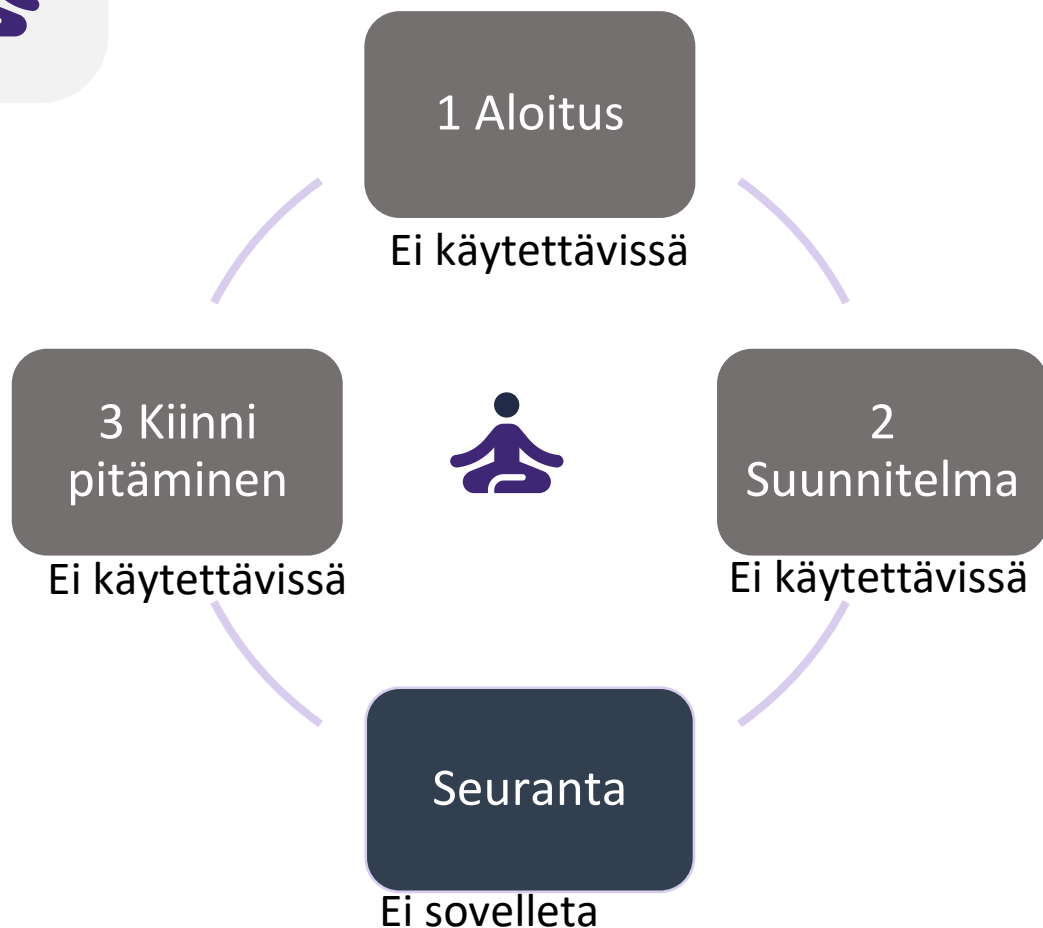 1 Aloitus
Ei käytettävissä
2
Suunnitelma
Ei käytettävissä
3 Kiinni
pitäminen
Ei käytettävissä
Seuranta
Ei sovelleta